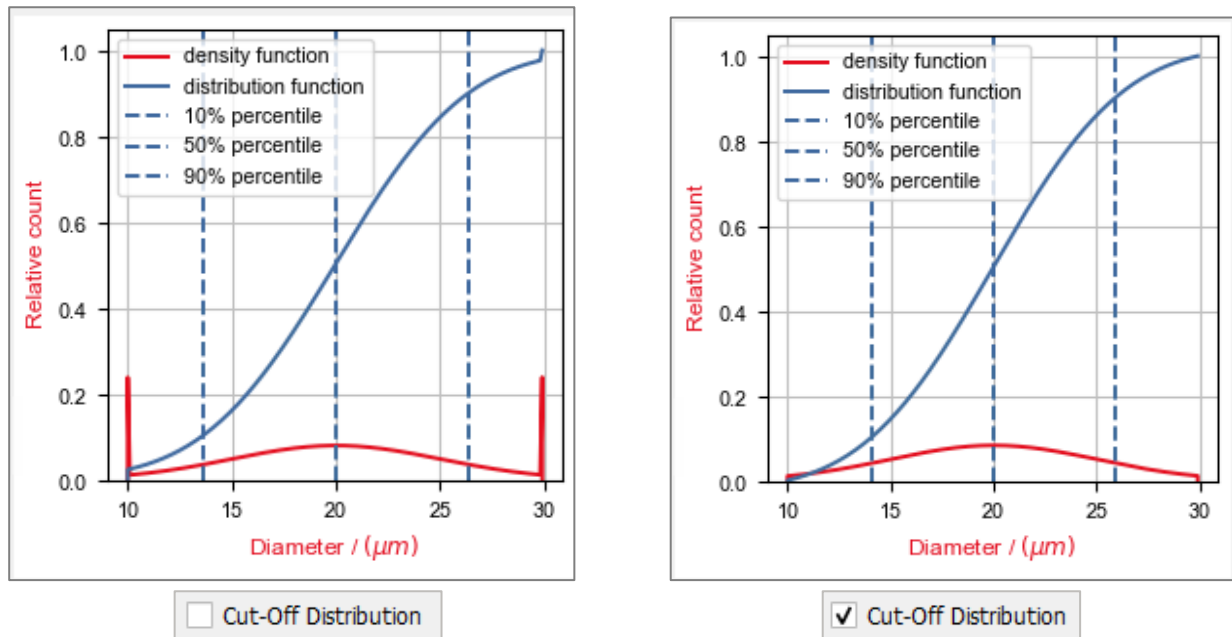 1.0
0.8
0.6
0.4
0.2
0.0
Relative count
density function
distribution function
10% percentile
50% percentile
90% percentile
10 15 20 25 30
Diameter / (μm)
Cut-Off Distribution
1.0
0.8
0.6
0.4
0.2
0.0
Relative count
density function
distribution function
10% percentile
50% percentile
90% percentile
10 15 20 25 30
Diameter / (μm)
Cut-Off Distribution